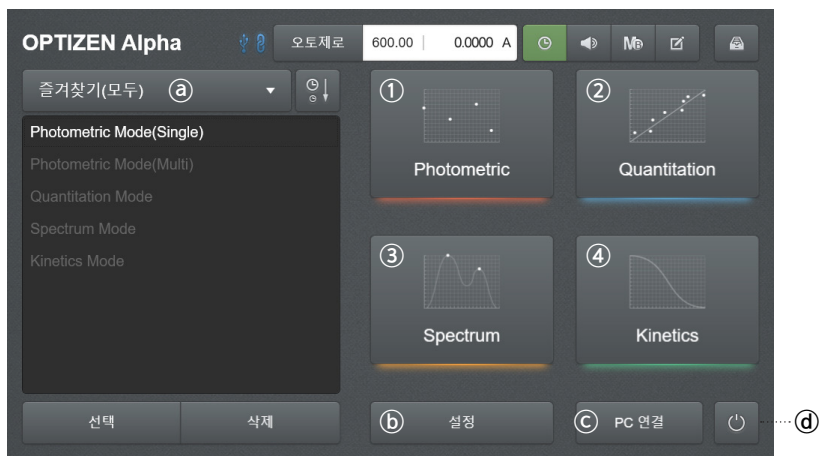 OPTIZEN Alpha 오토제로 600.00 0.0000 A
즐겨찾기(모두) ⓐ
Photometric Mode(Single)
Photometric Mode(Multi)
Quantitation Mode
Spectrum Mode
Kinetics Mode
선택 삭제
① Photometric
② Quantitation
③ Spectrum
④ Kinetics
ⓑ 설정
ⓒ PC 연결
ⓓ